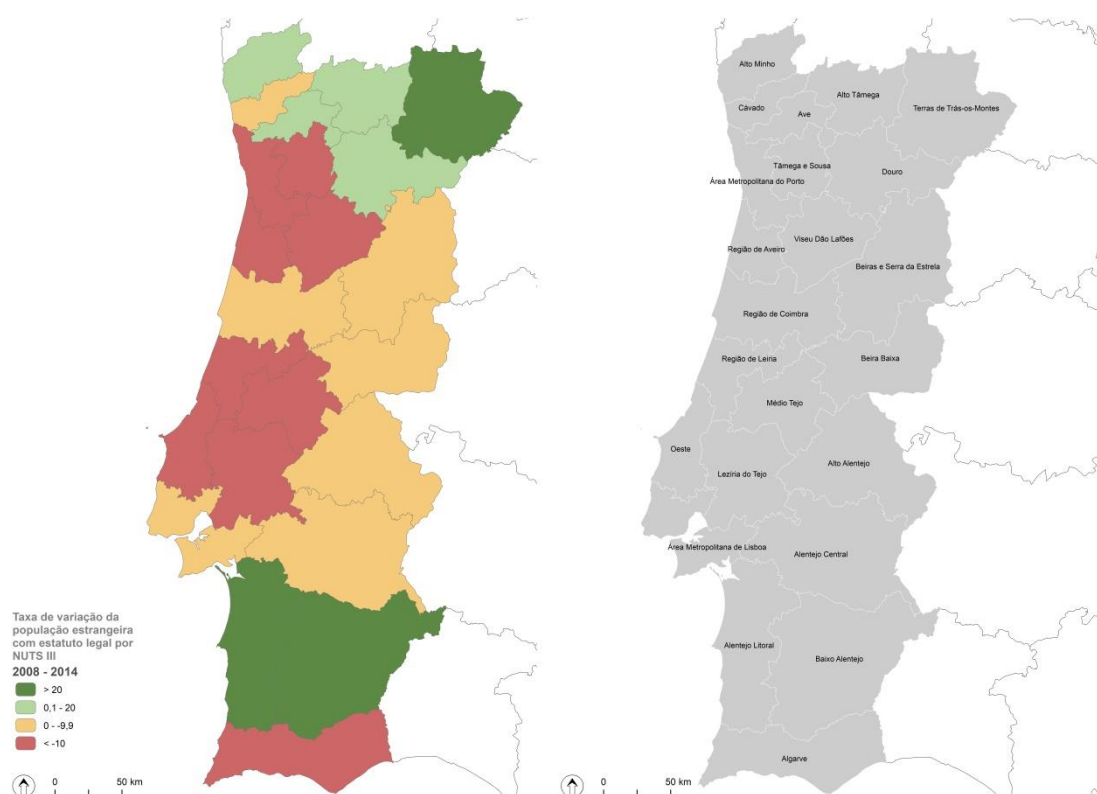 Taxa de variação da
população estrangeira
com estatuto legal por
NUTS III
2008 - 2014
> 20
0,1 - 20
0 - -9,9
< -10
0 50 km
Alto Minho
Alto Tâmega
Terras de Trás-os-Montes
Cávado
Ave
Tâmega e Sousa
Douro
Área Metropolitana do Porto
Viseu Dão Lafões
Região de Aveiro
Beiras e Serra da Estrela
Região de Coimbra
Região de Leiria
Beira Baixa
Médio Tejo
Oeste
Alto Alentejo
Lezíria do Tejo
Área Metropolitana de Lisboa
Alentejo Central
Alentejo Litoral
Baixo Alentejo
Algarve
0 50 km